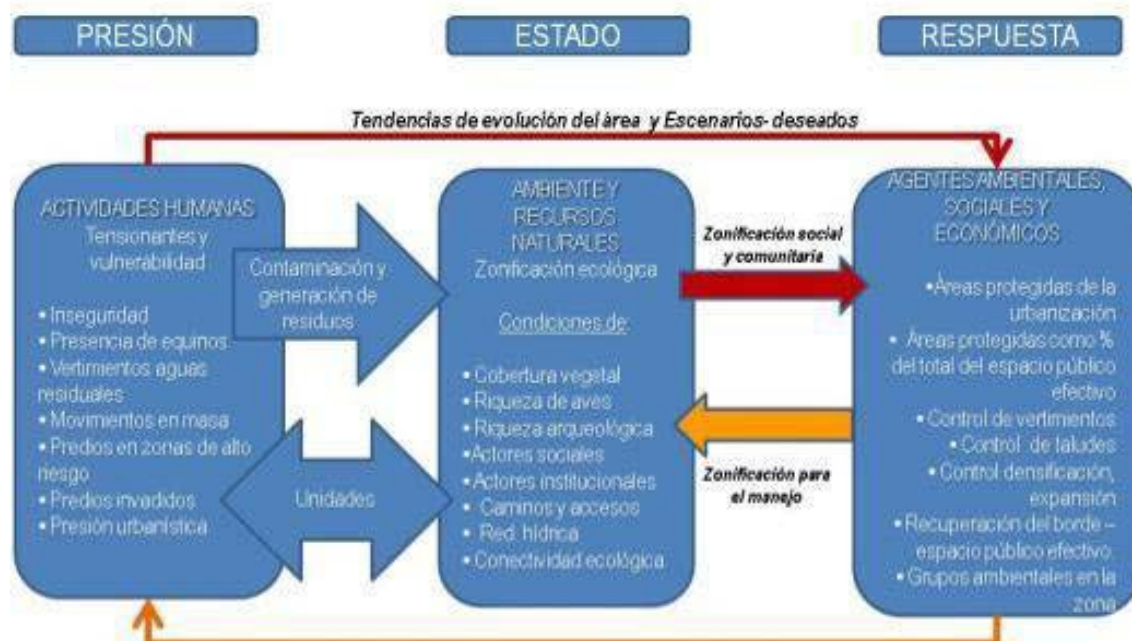 PRESIÓN
ESTADO
RESPUESTA
Tendencias de evolución del área y Escenarios- deseados
ACTIVIDADES HUMANAS
Tensionantes y
vulnerabilidad
• Inseguridad
• Presencia de equinos
• Vertimientos aguas
residuales
• Movimientos en masa
• Predios en zonas de alto
riesgo
• Predios invadidos
• Presión urbanística
Contaminación y
generación de
residuos
Unidades
AMBIENTE Y
RECURSOS
NATURALES
Zonificación ecológica
Condiciones de:
• Cobertura vegetal
• Riqueza de aves
• Riqueza arqueológica
• Actores sociales
• Actores institucionales
• Caminos y accesos
• Red. hídrica
• Conectividad ecológica
Zonificación social
y comunitaria
Zonificación para
el manejo
AGENTES AMBIENTALES,
SOCIALES Y
ECONÓMICOS
• Áreas protegidas de la
urbanización
• Áreas protegidas como %
del total del espacio público
efectivo
• Control de vertimentos
• Control de taludes
• Control densificación,
expansión
• Recuperación del borde –
espacio público efectivo.
• Grupos ambientales en la
zona